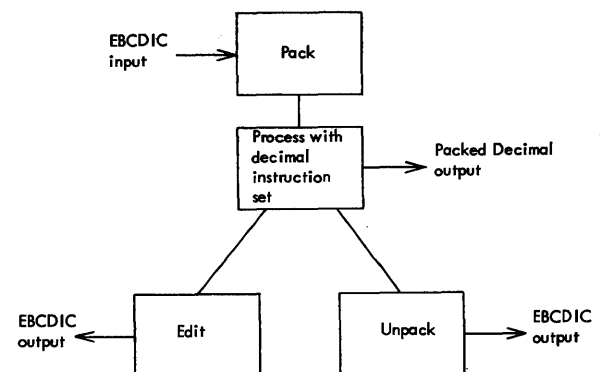 EBCDIC
input
Pack
Process with
decimal
instruction
set
Packed Decimal
output
EBCDIC
output
Edit
Unpack
EBCDIC
output